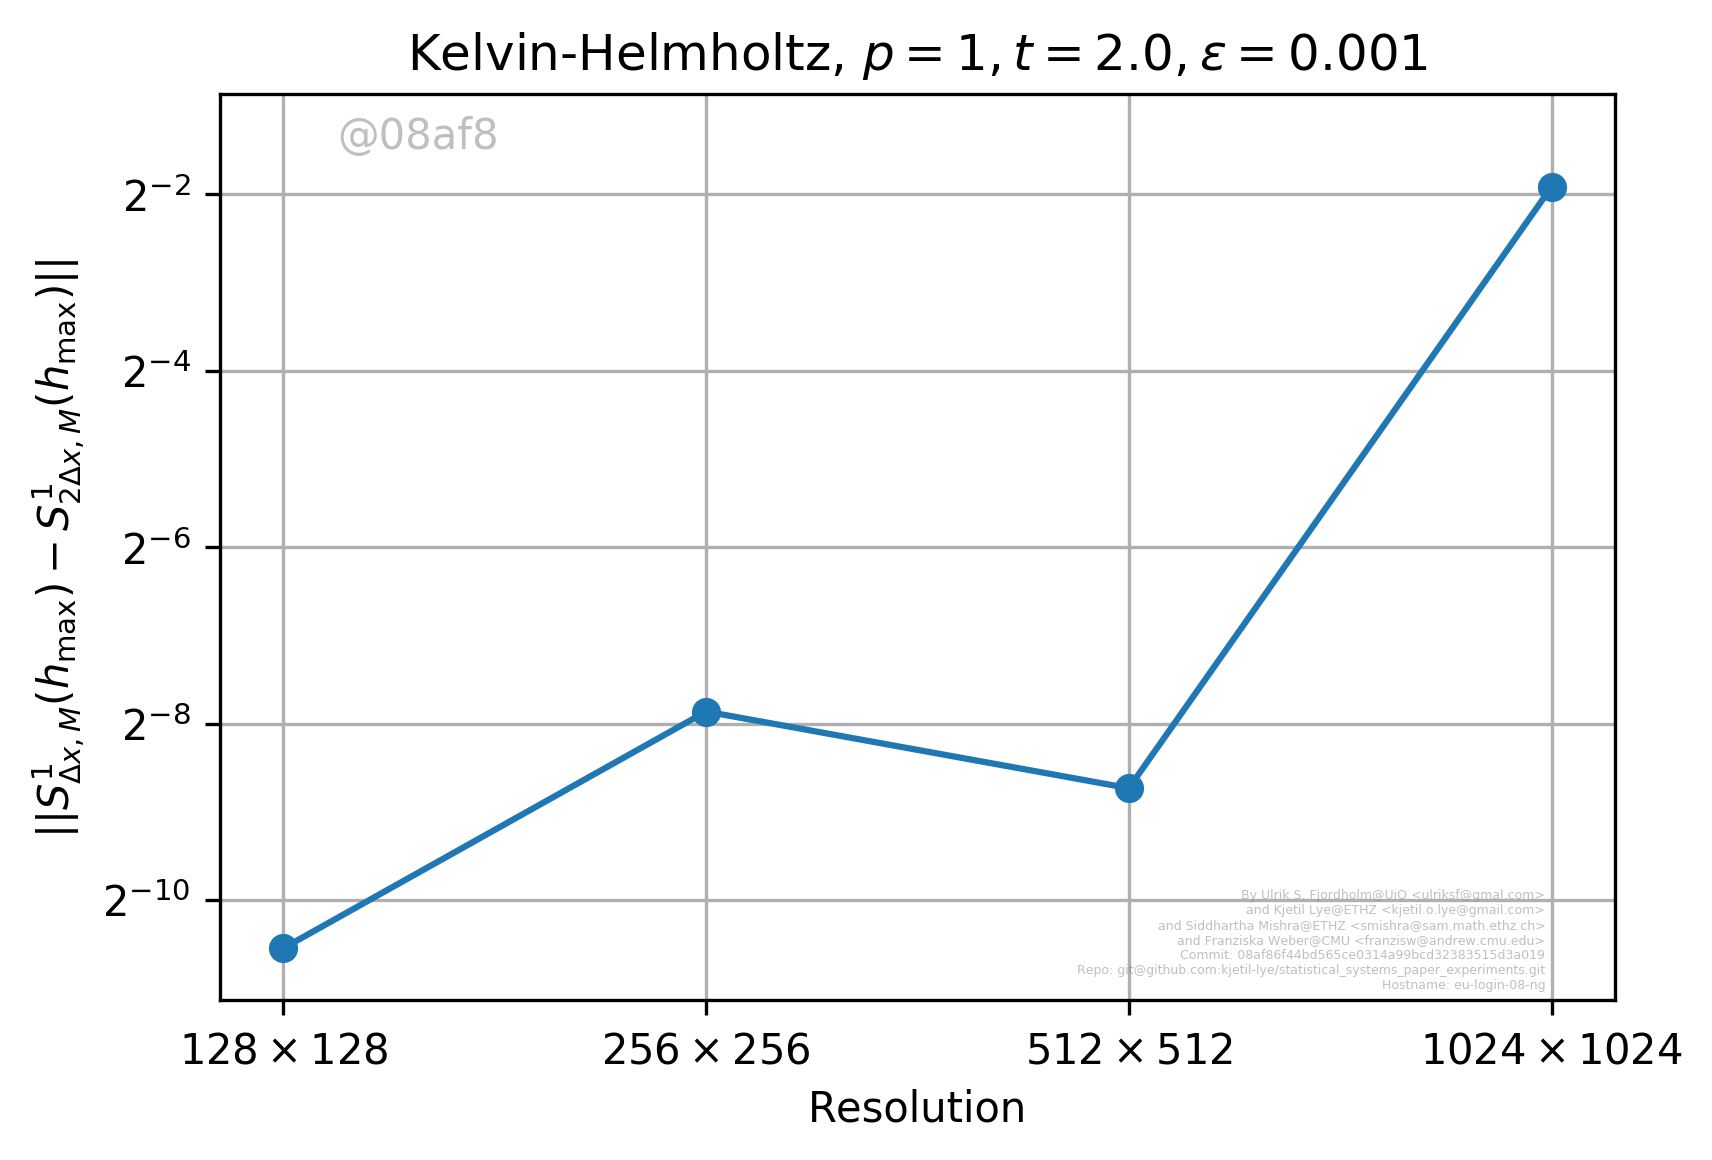 Kelvin-Helmholtz, p = 1, t = 2.0, ε = 0.001
@08af8
2⁻²
2⁻⁴
2⁻⁶
2⁻⁸
2⁻¹⁰
||S¹_{Δx, M}(h_max) − S¹_{2Δx, M}(h_max)||
By Ulrik S. Fjordholm@UiO <ulriksf@gmal.com>
and Kjetil Lye@ETHZ <kjetil.o.lye@gmail.com>
and Siddhartha Mishra@ETHZ <smishra@sam.math.ethz.ch>
and Franziska Weber@CMU <franzisw@andrew.cmu.edu>
Commit: 08af86f44bd565ce0314a99bcd32383515d3a019
Repo: git@github.com:kjetil-lye/statistical_systems_paper_experiments.git
Hostname: eu-login-08-ng
128 × 128 256 × 256 512 × 512 1024 × 1024
Resolution